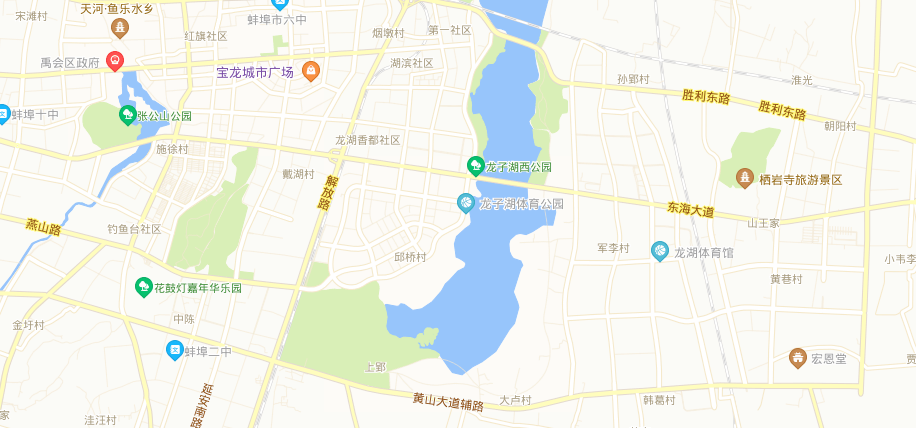 宋滩村
天河·鱼乐水乡
蚌埠市六中
烟墩村
第一社区
红旗社区
禹会区政府
宝龙城市广场
湖滨社区
孙郢村
淮光
胜利东路
胜利东路
蚌埠十中
张公山公园
朝阳村
施徐村
龙湖香都社区
戴湖村
龙子湖西公园
栖岩寺旅游景区
解放路
龙子湖体育公园
东海大道
燕山路
钓鱼台社区
山王家
邱桥村
军李村
龙湖体育馆
小韦李
黄巷村
花鼓灯嘉年华乐园
金圩村
中陈
蚌埠二中
上郢
宏恩堂
贾
延安南路
黄山大道辅路
大卢村
韩葛村
家
洼汪村